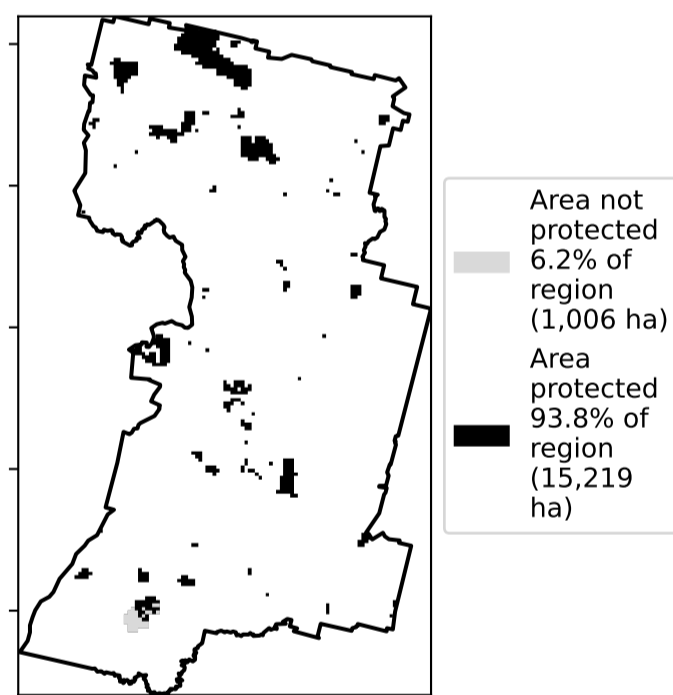 Area not
protected
6.2% of
region
(1,006 ha)
Area
protected
93.8% of
region
(15,219
ha)